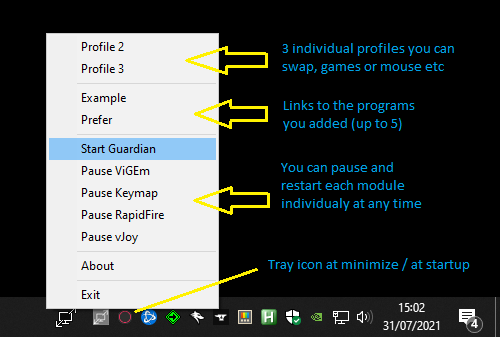 Profile 2
Profile 3
Example
Prefer
Start Guardian
Pause ViGEm
Pause Keymap
Pause RapidFire
Pause vJoy
About
Exit
3 individual profiles you can
swap, games or mouse etc
Links to the programs
you added (up to 5)
You can pause and
restart each module
individualy at any time
Tray icon at minimize / at startup
H
15:02
31/07/2021
4